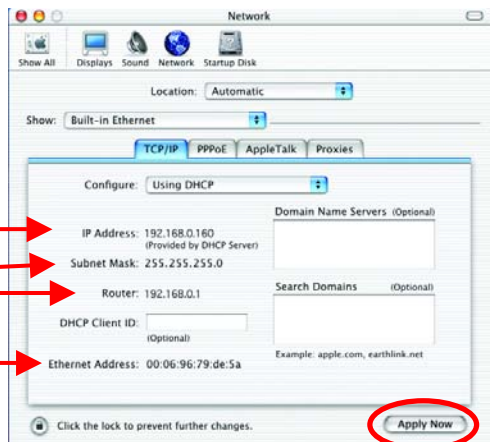 Network
Show All Displays Sound Network Startup Disk
Location: Automatic
Show: Built-in Ethernet
TCP/IP PPPoE AppleTalk Proxies
Configure: Using DHCP
Domain Name Servers (Optional)
IP Address: 192.168.0.160
(Provided by DHCP Server)
Subnet Mask: 255.255.255.0
Router: 192.168.0.1
Search Domains (Optional)
DHCP Client ID:
(Optional)
Example: apple.com, earthlink.net
Ethernet Address: 00:06:96:79:de:5a
Click the lock to prevent further changes.
Apply Now